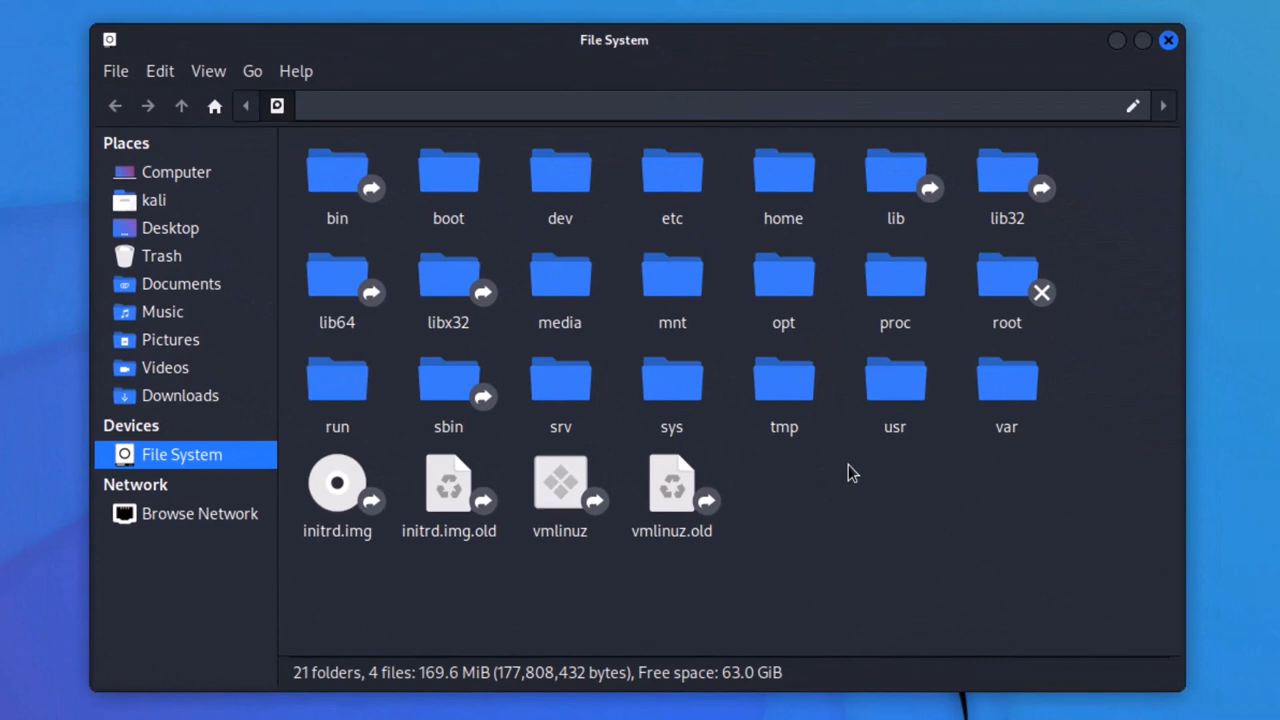 File System
File Edit View Go Help
Places
Computer
kali
Desktop
Trash
Documents
Music
Pictures
Videos
Downloads
Devices
File System
Network
Browse Network
bin boot dev etc home lib lib32
lib64 libx32 media mnt opt proc root
run sbin srv sys tmp usr var
initrd.img initrd.img.old vmlinuz vmlinuz.old
21 folders, 4 files: 169.6 MiB (177,808,432 bytes), Free space: 63.0 GiB